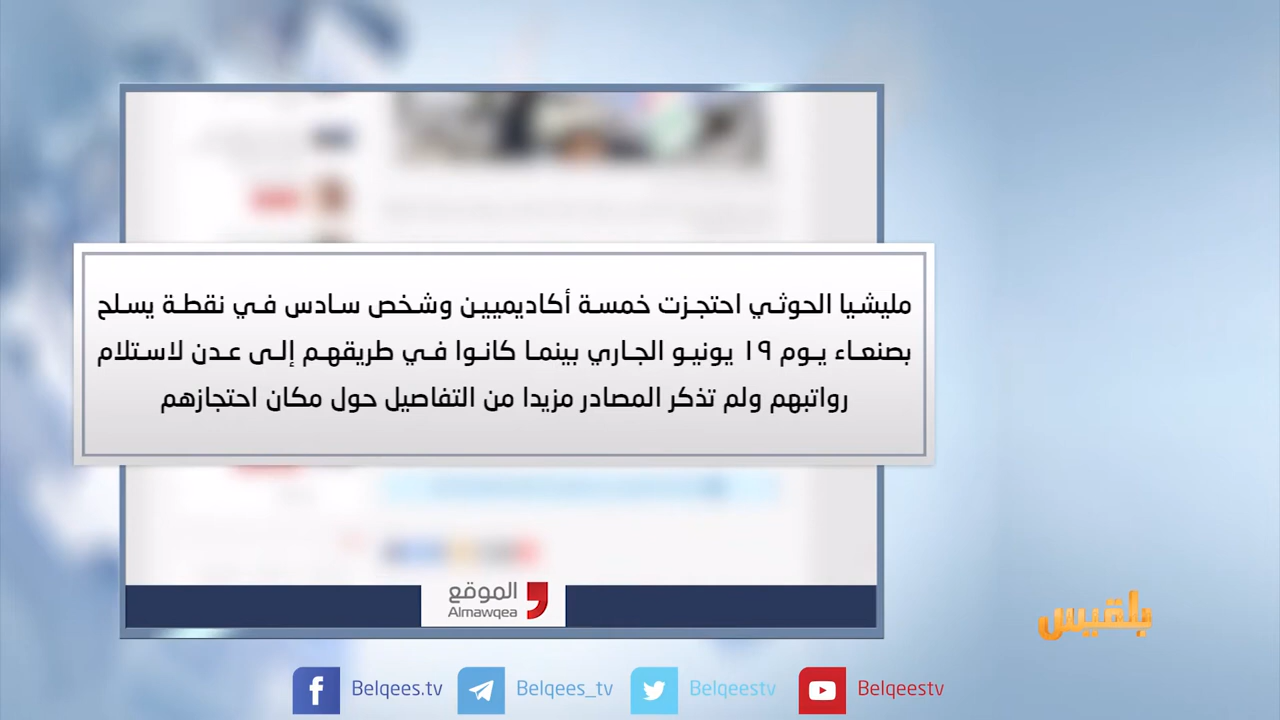 مليشيا الحوثي احتجزت خمسة أكاديميين وشخص سادس في نقطة يسلح
بصنعاء يوم ١٩ يونيو الجاري بينما كانوا في طريقهم إلى عدن لاستلام
رواتبهم ولم تذكر المصادر مزيدا من التفاصيل حول مكان احتجازهم
الموقع
Almawqea
بلقيس
Belqees.tv
Belqees_tv
Belqeestv
Belqeestv